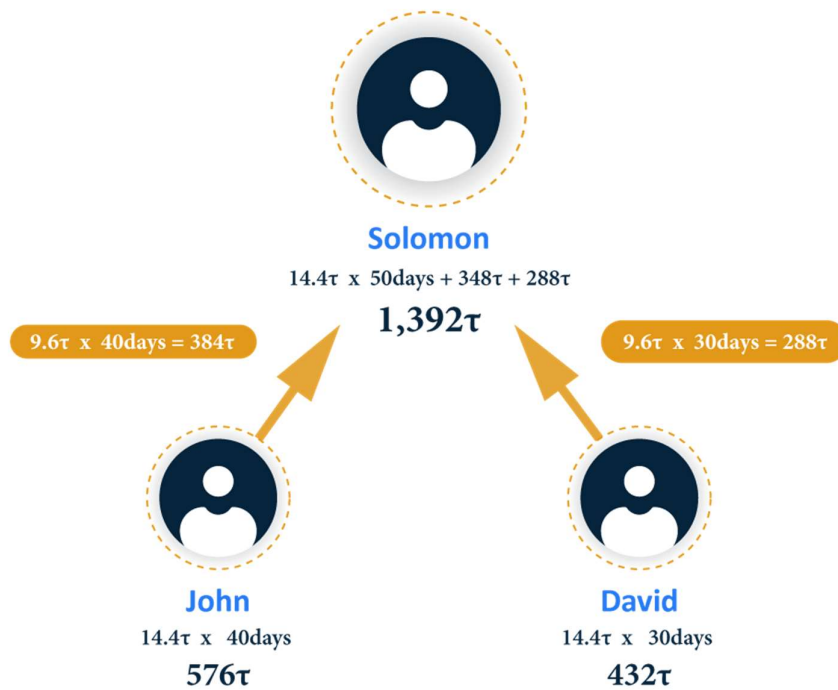 Solomon
14.4τ x 50days + 348τ + 288τ
1,392τ
9.6τ x 40days = 384τ
9.6τ x 30days = 288τ
John
14.4τ x 40days
576τ
David
14.4τ x 30days
432τ